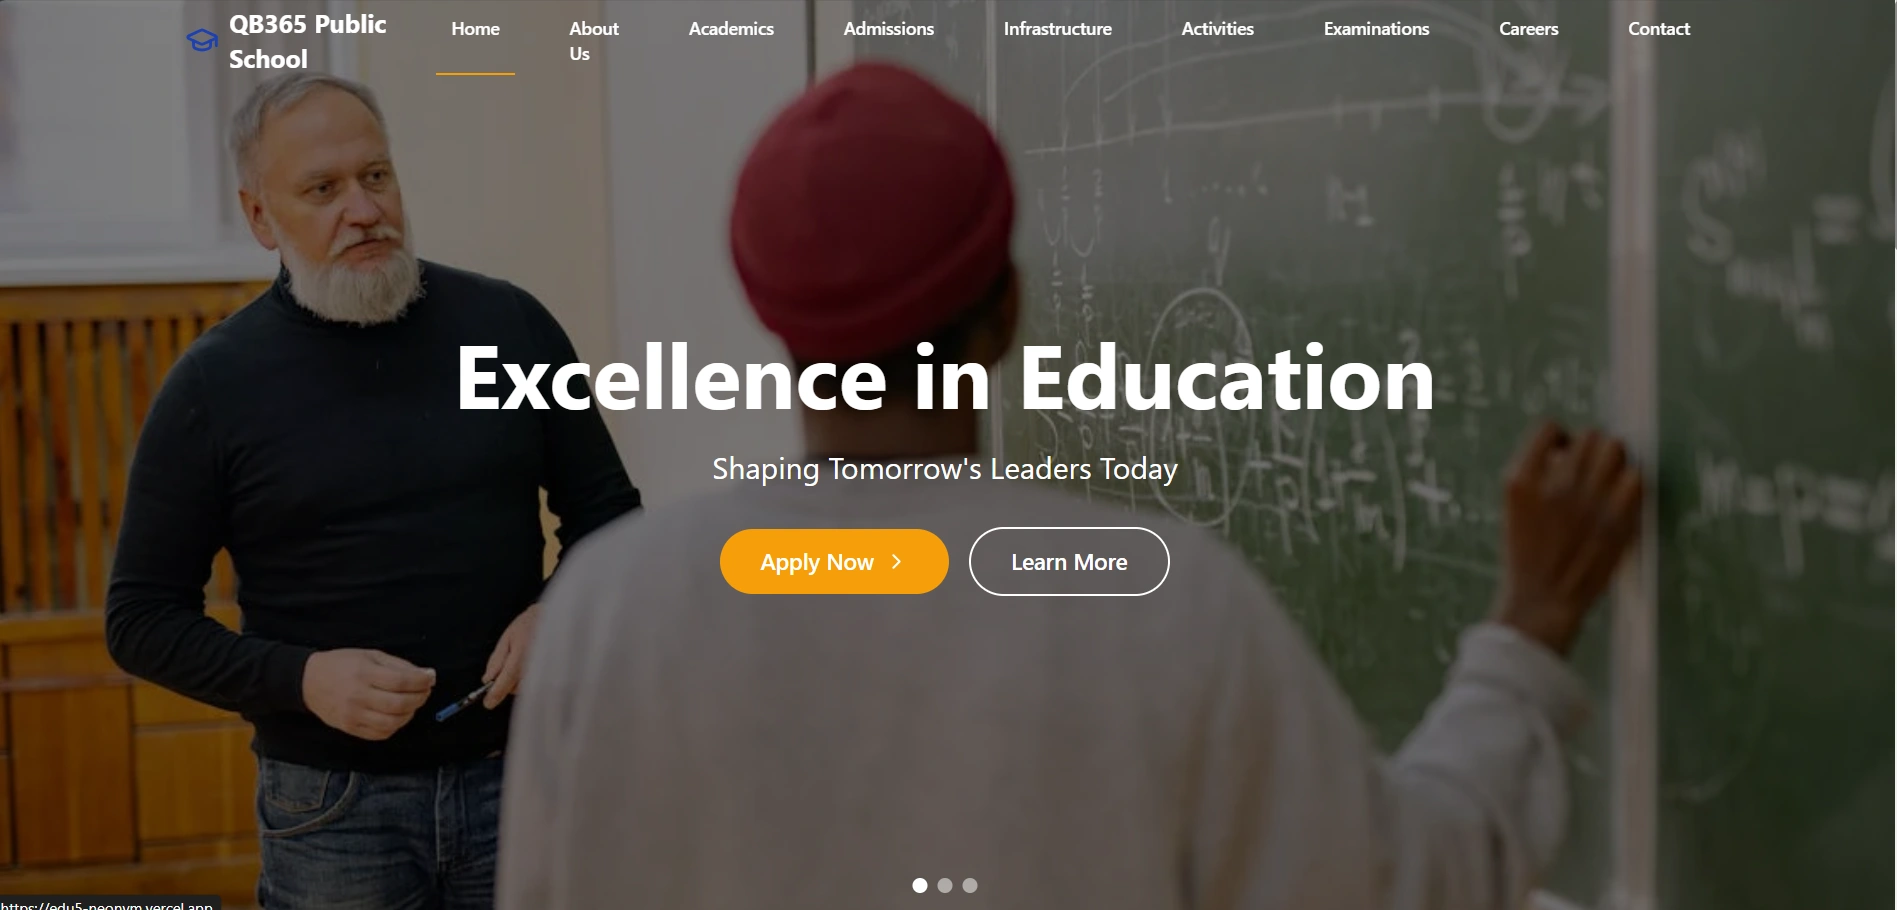 QB365 Public
School
Home
About
Us
Academics
Admissions
Infrastructure
Activities
Examinations
Careers
Contact
Excellence in Education
Shaping Tomorrow's Leaders Today
Apply Now
Learn More
https://edu5-neonym.vercel.app